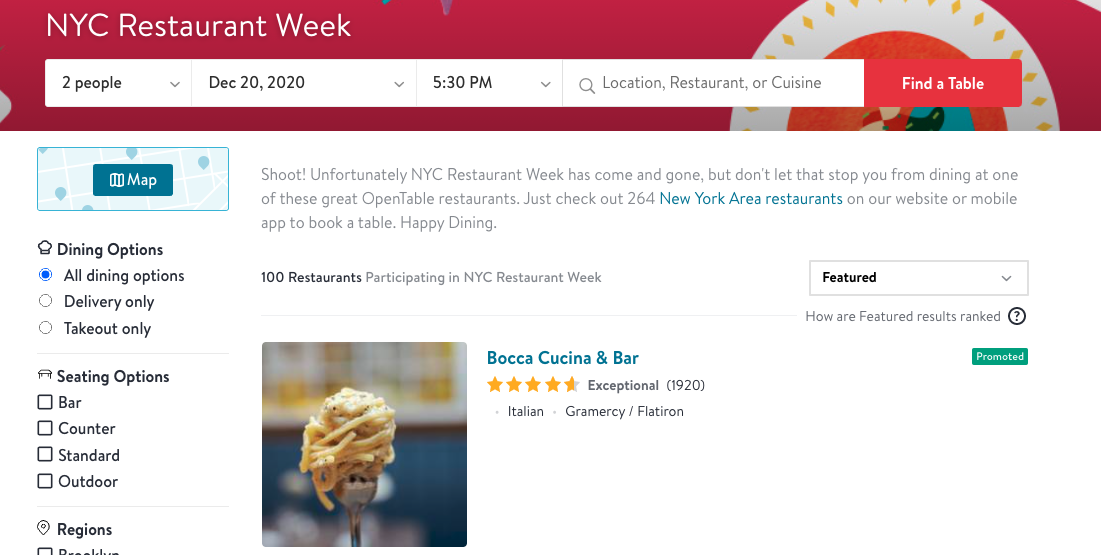 NYC Restaurant Week
2 people
Dec 20, 2020
5:30 PM
Location, Restaurant, or Cuisine
Find a Table
Map
Dining Options
All dining options
Delivery only
Takeout only
Seating Options
Bar
Counter
Standard
Outdoor
Regions
Brooklyn
Shoot! Unfortunately NYC Restaurant Week has come and gone, but don't let that stop you from dining at one
of these great OpenTable restaurants. Just check out 264 New York Area restaurants on our website or mobile
app to book a table. Happy Dining.
100 Restaurants Participating in NYC Restaurant Week
Featured
How are Featured results ranked ?
Bocca Cucina & Bar
Promoted
Exceptional (1920)
• Italian • Gramercy / Flatiron